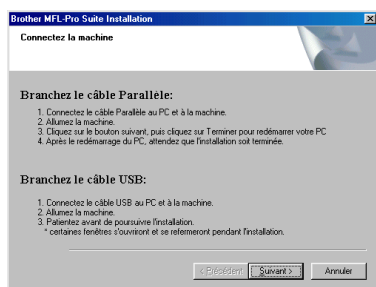 Brother MFL-Pro Suite Installation
Connectez la machine
Branchez le câble Parallèle:
1. Connectez le câble Parallèle au PC et à la machine.
2. Allumez la machine.
3. Cliquez sur le bouton suivant, puis cliquez sur Terminer pour redémarrer votre PC
4. Après le redémarrage du PC, attendez que l'installation soit terminée.
Branchez le câble USB:
1. Connectez le câble USB au PC et à la machine.
2. Allumez la machine.
3. Patientez avant de poursuivre l'installation.
* certaines fenêtres s'ouvriront et se refermeront pendant l'installation.
< Précédent Suivant > Annuler